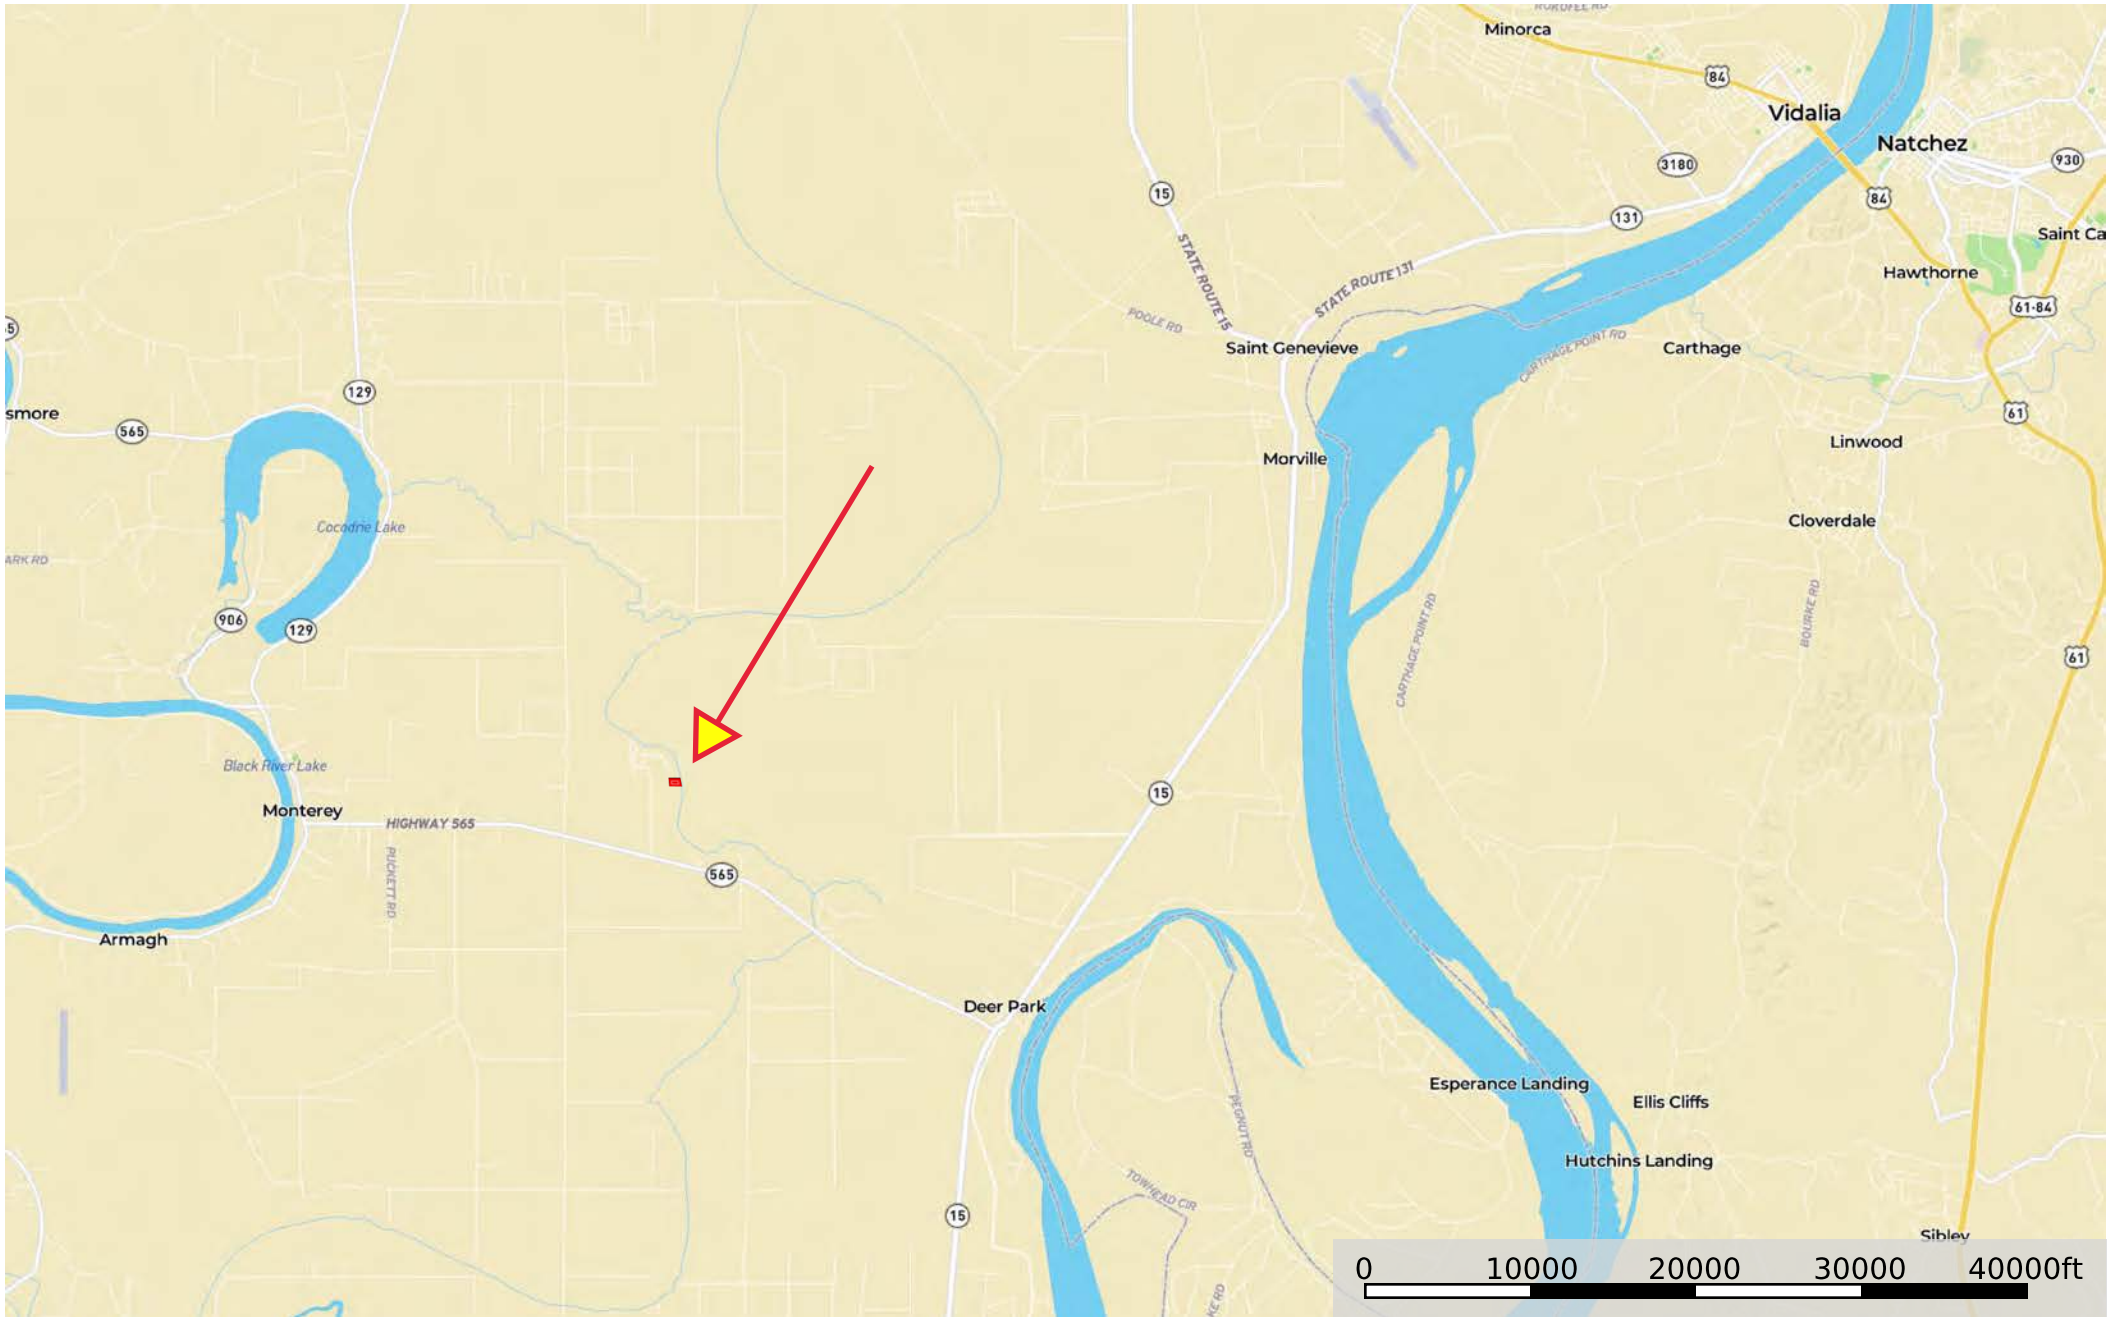 Minorca
84
Vidalia
Natchez
3180
930
15
84
131
Saint Ca
STATE ROUTE 15
STATE ROUTE 131
Hawthorne
61-84
POOLE RD
Saint Genevieve
CARTHAGE POINT RD
Carthage
129
smore
565
61
Linwood
Morville
Cocodrie Lake
Cloverdale
ARK RD
906
129
CARTHAGE POINT RD
BOURKE RD
61
Black River Lake
15
Monterey
HIGHWAY 565
PUCKETT RD
565
Armagh
Deer Park
Esperance Landing
Ellis Cliffs
PEGNUT RD
Hutchins Landing
TOWHEAD CIR
15
Sibley
0 10000 20000 30000 40000ft
KE RD